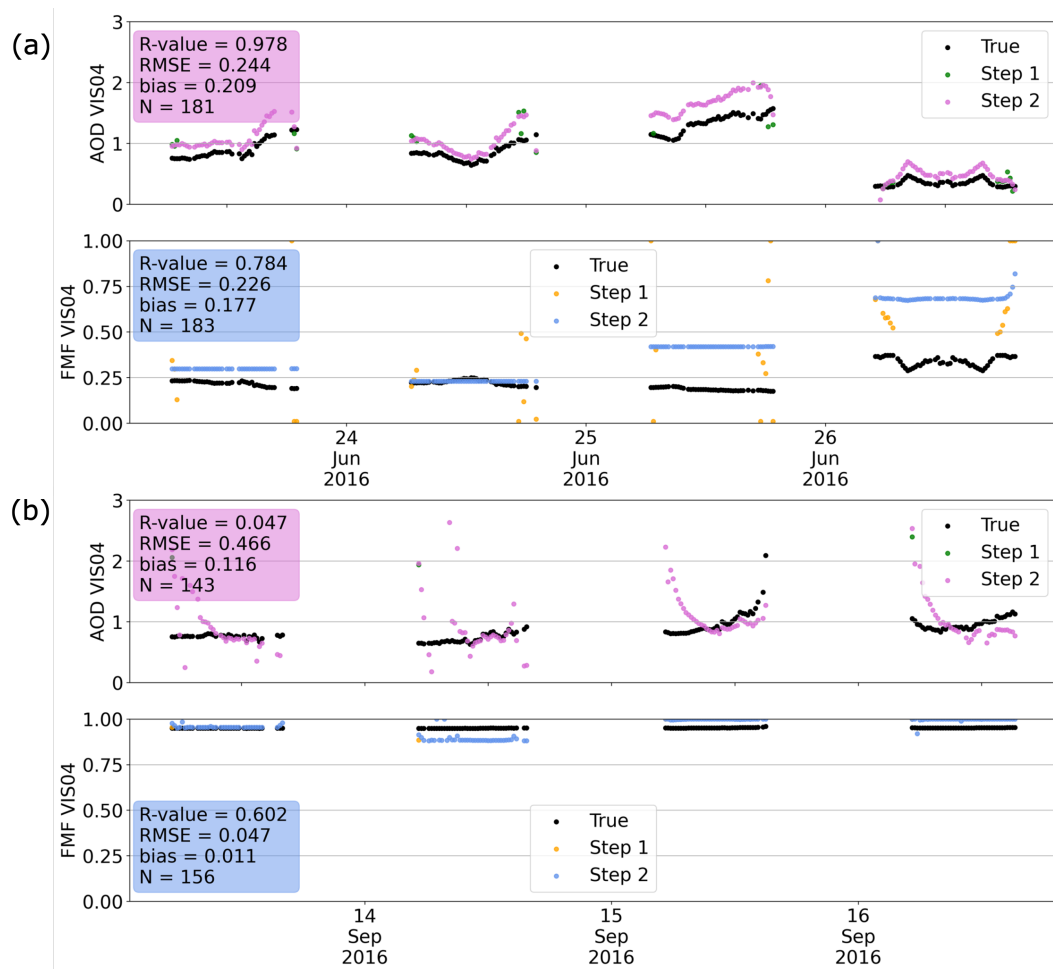 (a)
AOD VIS04
3
2
1
0
R-value = 0.978
RMSE = 0.244
bias = 0.209
N = 181
True
Step 1
Step 2
FMF VIS04
1.00
0.75
0.50
0.25
0.00
R-value = 0.784
RMSE = 0.226
bias = 0.177
N = 183
True
Step 1
Step 2
24
Jun
2016
25
Jun
2016
26
Jun
2016
(b)
AOD VIS04
3
2
1
0
R-value = 0.047
RMSE = 0.466
bias = 0.116
N = 143
True
Step 1
Step 2
FMF VIS04
1.00
0.75
0.50
0.25
0.00
R-value = 0.602
RMSE = 0.047
bias = 0.011
N = 156
True
Step 1
Step 2
14
Sep
2016
15
Sep
2016
16
Sep
2016